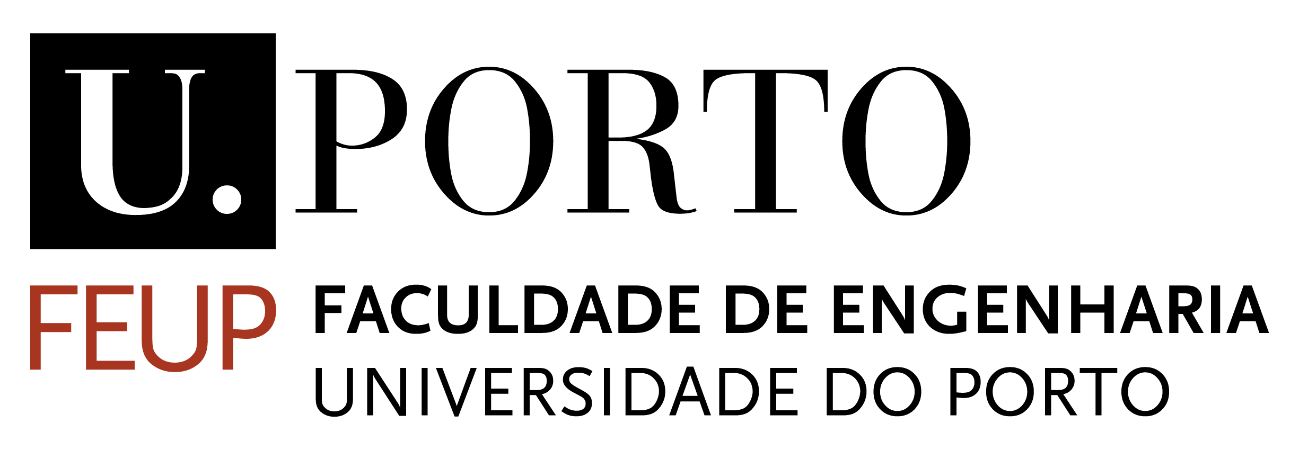 U. PORTO
FEUP FACULDADE DE ENGENHARIA
UNIVERSIDADE DO PORTO